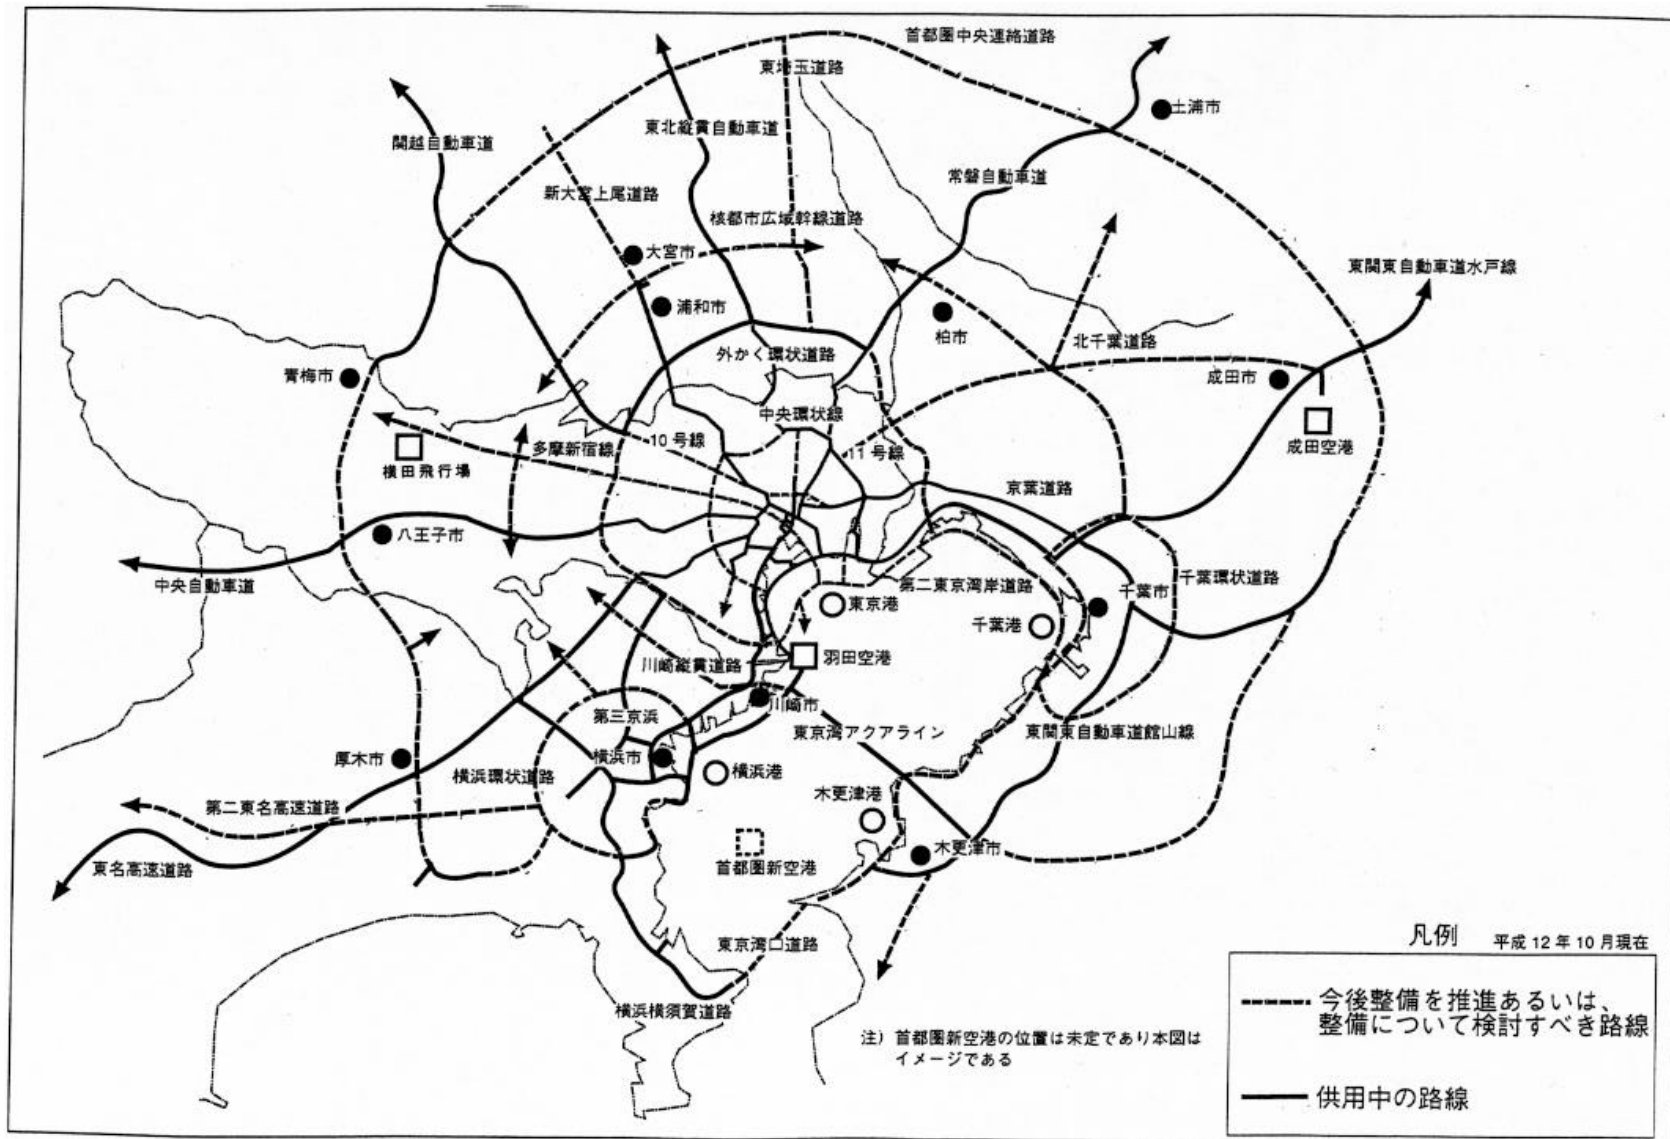 首都圏中央連絡道路
東埼玉道路
土浦市
東北縦貫自動車道
関越自動車道
常磐自動車道
新大宮上尾道路
核都市広域幹線道路
大宮市
東関東自動車道水戸線
浦和市
柏市
北千葉道路
外かく環状道路
青梅市
成田市
中央環状線
10号線
多摩新宿線
11号線
成田空港
横田飛行場
京葉道路
八王子市
中央自動車道
第二東京湾岸道路
千葉環状道路
千葉市
東京港
千葉港
羽田空港
川崎縦貫道路
川崎市
第三京浜
東京湾アクアライン
東関東自動車道館山線
厚木市
横浜市
横浜環状道路
横浜港
木更津港
第二東名高速道路
木更津市
東名高速道路
首都圏新空港
東京湾口道路
横浜横須賀道路
注）首都圏新空港の位置は未定であり本図は
イメージである
凡例 平成12年10月現在
今後整備を推進あるいは、
整備について検討すべき路線
供用中の路線